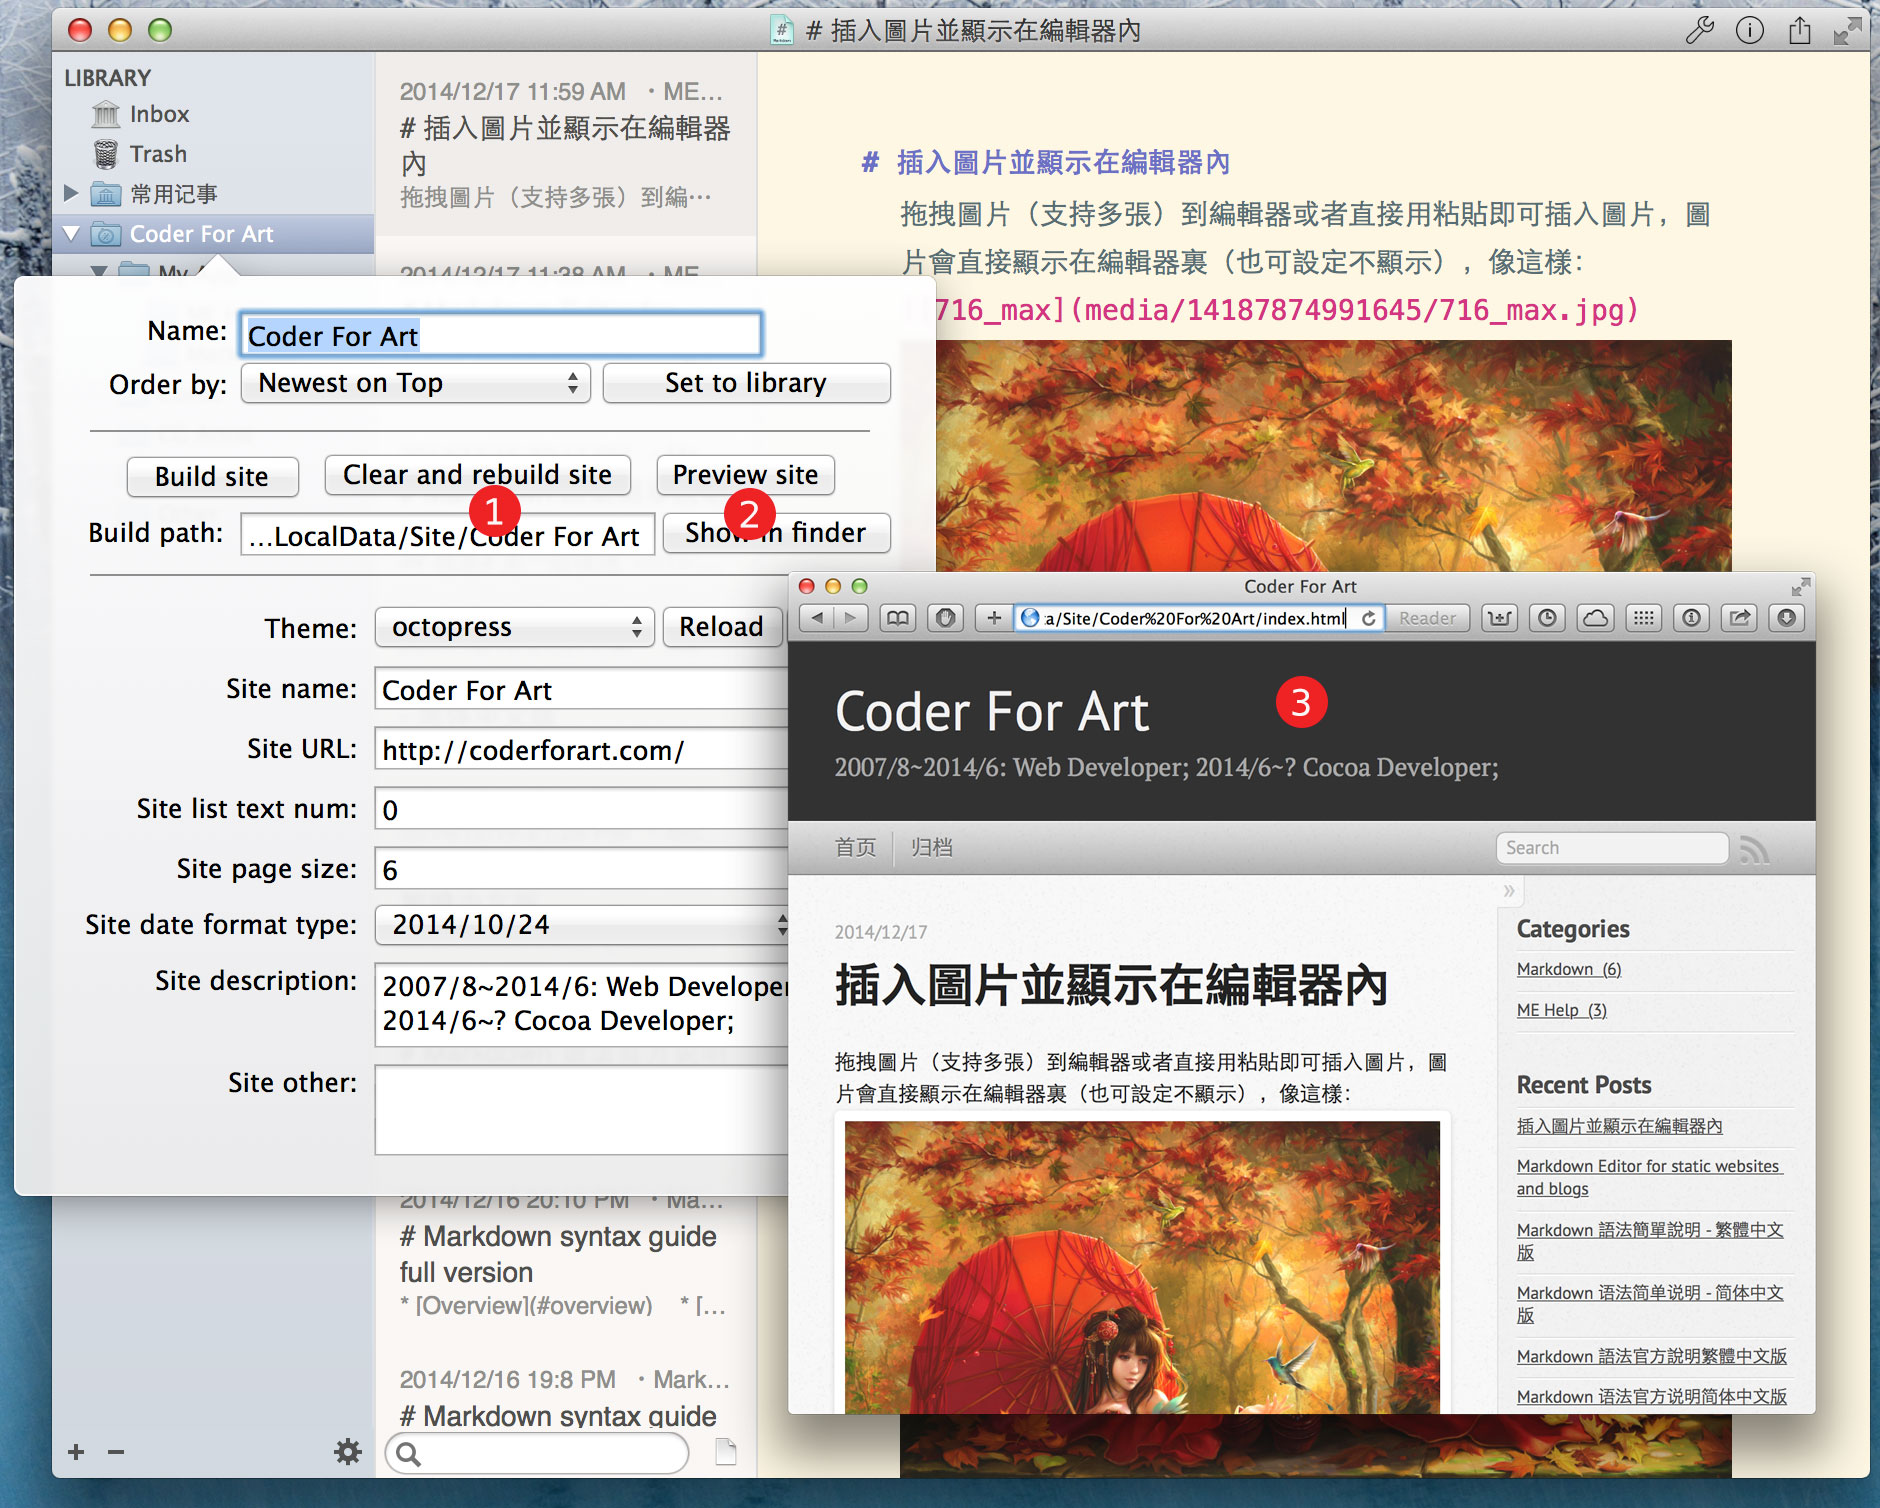 # 插入圖片並顯示在編輯器內
LIBRARY
Inbox
Trash
常用记事
Coder For Art
2014/12/17 11:59 AM ・ME…
# 插入圖片並顯示在編輯器
內
拖拽圖片（支持多張）到編…
2014/12/17 11:38 AM ・ME
# 插入圖片並顯示在編輯器內
拖拽圖片（支持多張）到編輯器或者直接用粘貼即可插入圖片，圖
片會直接顯示在編輯器裏（也可設定不顯示），像這樣：
716_max](media/14187874991645/716_max.jpg)
Name: Coder For Art
Order by: Newest on Top Set to library
Build site Clear and rebuild site Preview site
1 2
Build path: …LocalData/Site/Coder For Art Show in finder
Theme: octopress Reload
Site name: Coder For Art
Site URL: http://coderforart.com/
Site list text num: 0
Site page size: 6
Site date format type: 2014/10/24
Site description: 2007/8~2014/6: Web Developer
2014/6~? Cocoa Developer;
Site other:
2014/12/16 20:10 PM ・Ma…
# Markdown syntax guide
full version
* [Overview](#overview) * […
2014/12/16 19:8 PM ・Mark…
# Markdown syntax guide
Coder For Art
:a/Site/Coder%20For%20Art/index.html Reader
Coder For Art
3
2007/8~2014/6: Web Developer; 2014/6~? Cocoa Developer;
首页 归档 Search
»
2014/12/17
插入圖片並顯示在編輯器內
拖拽圖片（支持多張）到編輯器或者直接用粘貼即可插入圖片，圖
片會直接顯示在編輯器裏（也可設定不顯示），像這樣：
Categories
Markdown (6)
ME Help (3)
Recent Posts
插入圖片並顯示在編輯器內
Markdown Editor for static websites
and blogs
Markdown 語法簡單說明 - 繁體中文
版
Markdown 语法简单说明 - 简体中文
版
Markdown 語法官方說明繁體中文版
Markdown 语法官方说明简体中文版